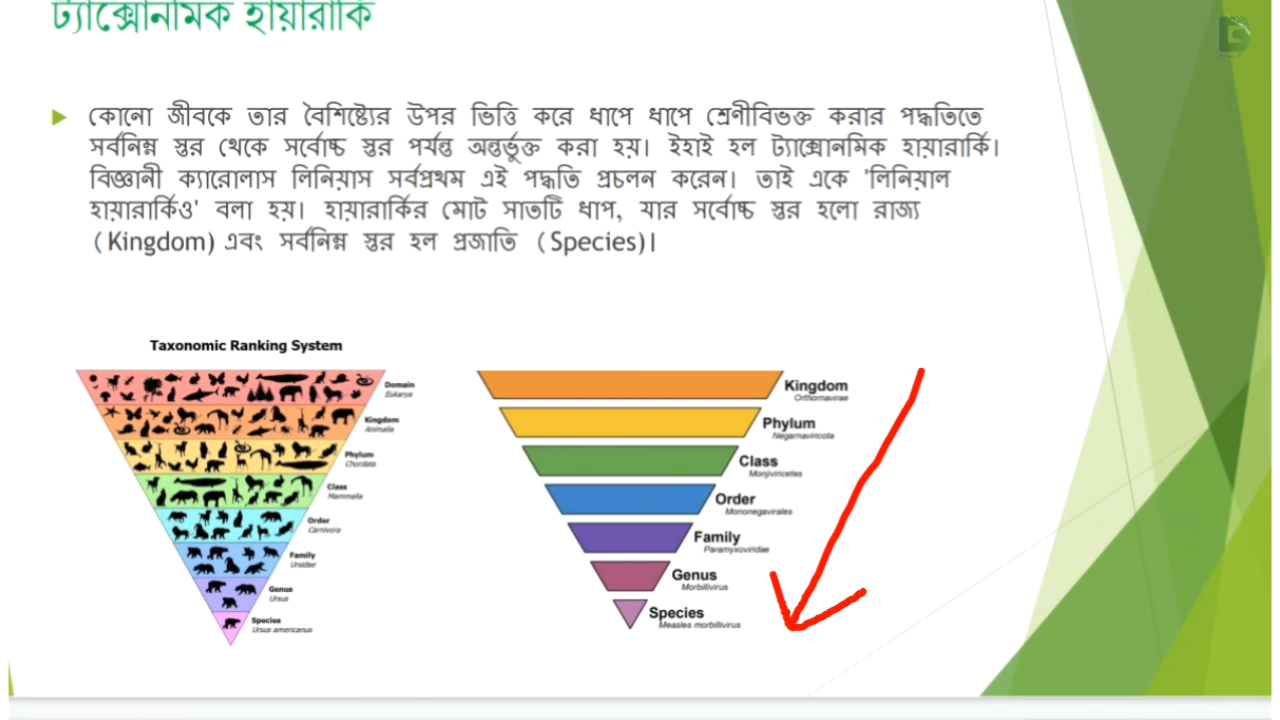 ট্যাক্সোনমিক হায়ারার্কি
কোনো জীবকে তার বৈশিষ্ট্যের উপর ভিত্তি করে ধাপে ধাপে শ্রেণীবিভক্ত করার পদ্ধতিতে
সর্বনিম্ন স্তর থেকে সর্বোচ্চ স্তর পর্যন্ত অন্তর্ভুক্ত করা হয়। ইহাই হল ট্যাক্সোনমিক হায়ারার্কি।
বিজ্ঞানী ক্যারোলাস লিনিয়াস সর্বপ্রথম এই পদ্ধতি প্রচলন করেন। তাই একে 'লিনিয়াল
হায়ারার্কিও' বলা হয়। হায়ারার্কির মোট সাতটি ধাপ, যার সর্বোচ্চ স্তর হলো রাজ্য
(Kingdom) এবং সর্বনিম্ন স্তর হল প্রজাতি (Species)।
Taxonomic Ranking System
Domain
Eukarya
Kingdom
Animalia
Phylum
Chordata
Class
Mammalia
Order
Carnivora
Family
Ursidae
Genus
Ursus
Species
Ursus americanus
Kingdom
Orthornavirae
Phylum
Negarnaviricota
Class
Monjiviricetes
Order
Mononegavirales
Family
Paramyxoviridae
Genus
Morbillivirus
Species
Measles morbillivirus